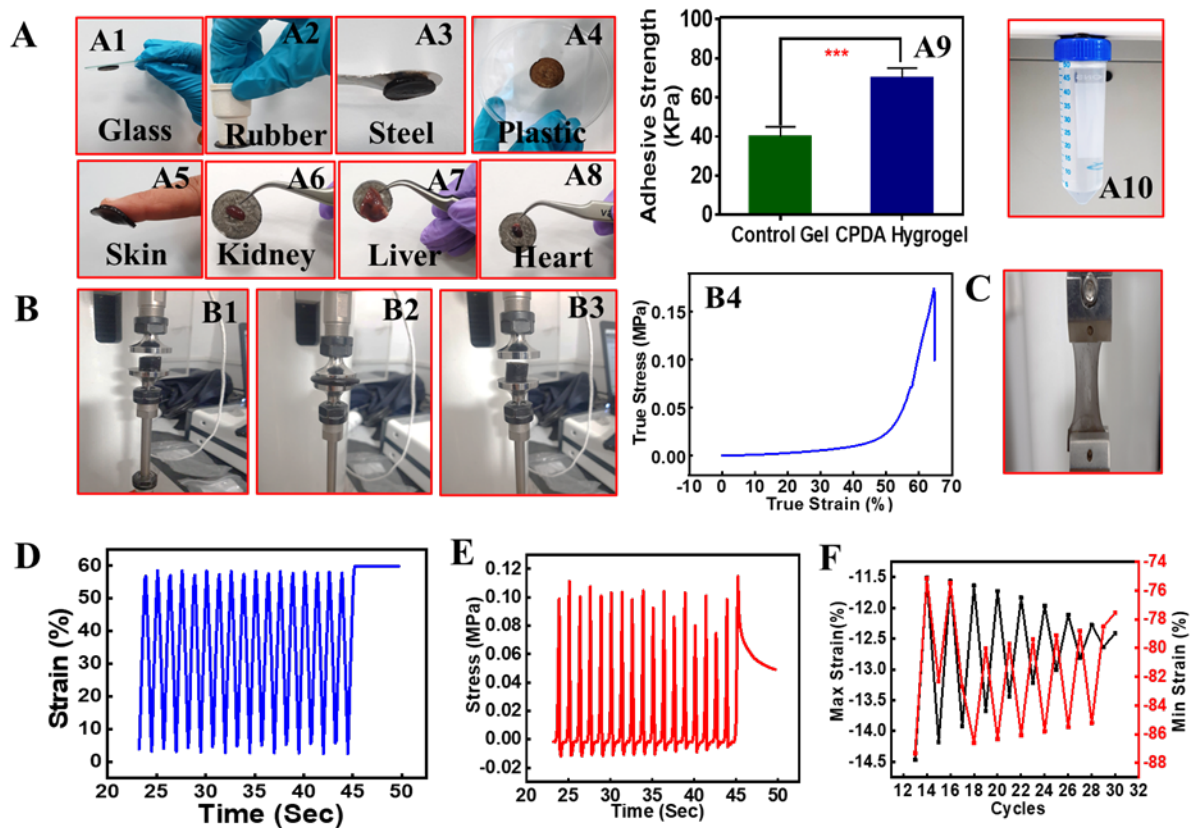 A
A1
Glass
A2
Rubber
A3
Steel
A4
Plastic
A5
Skin
A6
Kidney
A7
Liver
A8
Heart
Adhesive Strength
(KPa)
100
80
60
40
20
0
***
A9
Control Gel
CPDA Hygrogel
A10
B
B1
B2
B3
B4
True Stress (MPa)
0.15
0.10
0.05
0.00
-10 0 10 20 30 40 50 60 70
True Strain (%)
C
D
Strain (%)
60
50
40
30
20
10
0
20 25 30 35 40 45 50
Time (Sec)
E
Stress (MPa)
0.12
0.10
0.08
0.06
0.04
0.02
0.00
-0.02
20 25 30 35 40 45 50
Time (Sec)
F
Max Strain(%)
-11.5
-12.0
-12.5
-13.0
-13.5
-14.0
-14.5
12 14 16 18 20 22 24 26 28 30 32
Cycles
-74
-76
-78
-80
-82
-84
-86
-88
Min Strain (%)